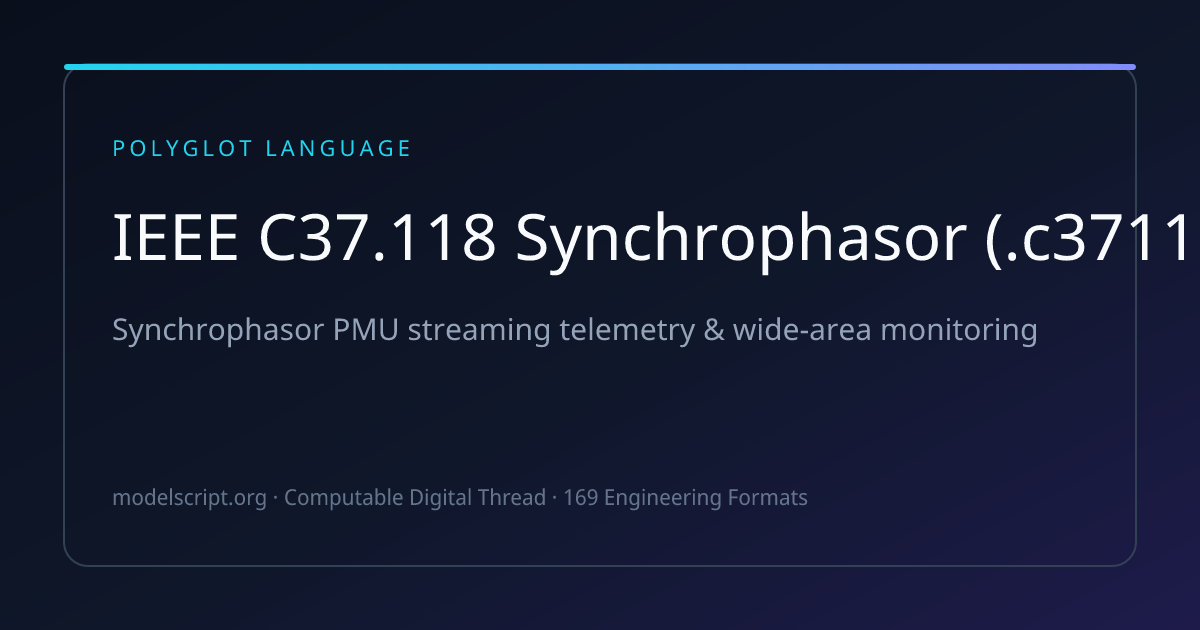 POLYGLOT LANGUAGE
IEEE C37.118 Synchrophasor (.c3711
Synchrophasor PMU streaming telemetry & wide-area monitoring
modelscript.org · Computable Digital Thread · 169 Engineering Formats